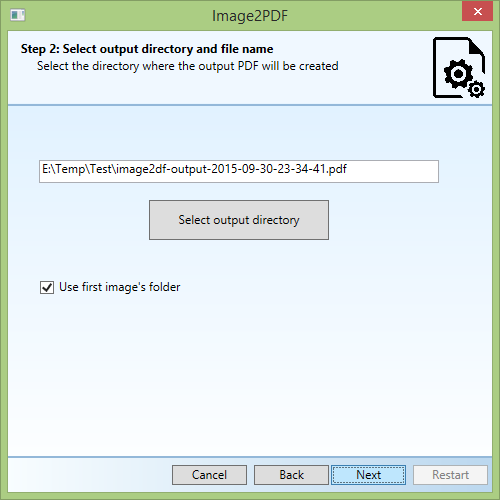 Image2PDF
Step 2: Select output directory and file name
Select the directory where the output PDF will be created
E:\Temp\Test\image2df-output-2015-09-30-23-34-41.pdf
Select output directory
Use first image's folder
Cancel Back Next Restart